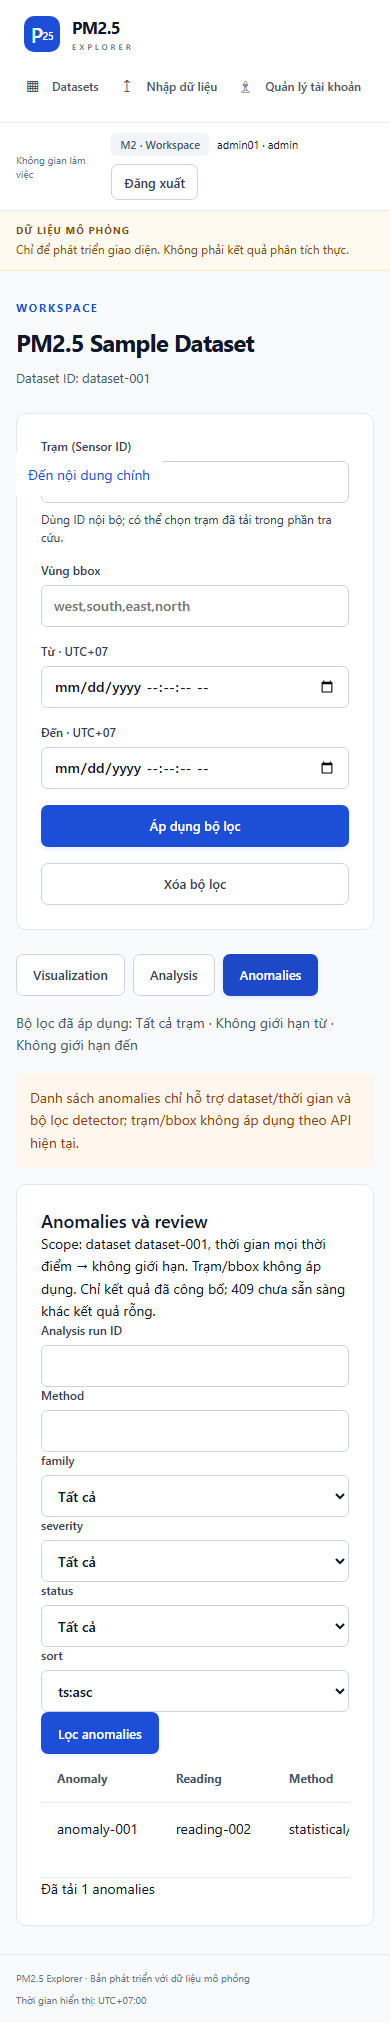 P25
PM2.5
EXPLORER
Datasets
Nhập dữ liệu
Quản lý tài khoản
Không gian làm việc
M2 · Workspace
admin01 · admin
Đăng xuất
DỮ LIỆU MÔ PHỎNG
Chỉ để phát triển giao diện. Không phải kết quả phân tích thực.
WORKSPACE
PM2.5 Sample Dataset
Dataset ID: dataset-001
Trạm (Sensor ID)
Đến nội dung chính
Dùng ID nội bộ; có thể chọn trạm đã tải trong phần tra
cứu.
Vùng bbox
west,south,east,north
Từ · UTC+07
mm/dd/yyyy --:--:-- --
Đến · UTC+07
mm/dd/yyyy --:--:-- --
Áp dụng bộ lọc
Xóa bộ lọc
Visualization
Analysis
Anomalies
Bộ lọc đã áp dụng: Tất cả trạm · Không giới hạn từ ·
Không giới hạn đến
Danh sách anomalies chỉ hỗ trợ dataset/thời gian và
bộ lọc detector; trạm/bbox không áp dụng theo API
hiện tại.
Anomalies và review
Scope: dataset dataset-001, thời gian mọi thời
điểm → không giới hạn. Trạm/bbox không áp
dụng. Chỉ kết quả đã công bố; 409 chưa sẵn sàng
khác kết quả rỗng.
Analysis run ID
Method
family
Tất cả
severity
Tất cả
status
Tất cả
sort
ts:asc
Lọc anomalies
Anomaly Reading Method
anomaly-001 reading-002 statistical/
Đã tải 1 anomalies
PM2.5 Explorer · Bản phát triển với dữ liệu mô phỏng
Thời gian hiển thị: UTC+07:00